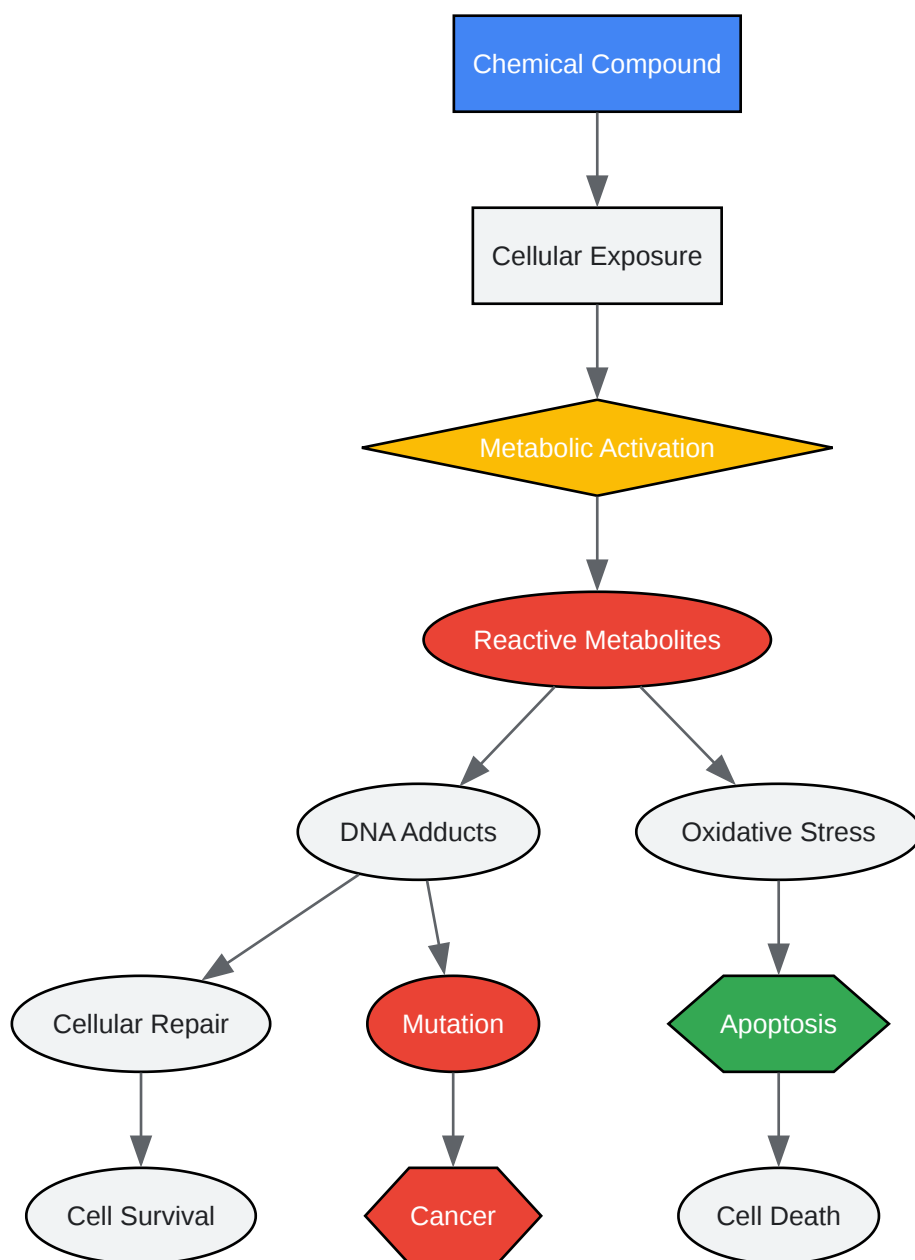 Chemical Compound
Cellular Exposure
Metabolic Activation
Reactive Metabolites
DNA Adducts
Oxidative Stress
Cellular Repair
Mutation
Apoptosis
Cell Survival
Cancer
Cell Death